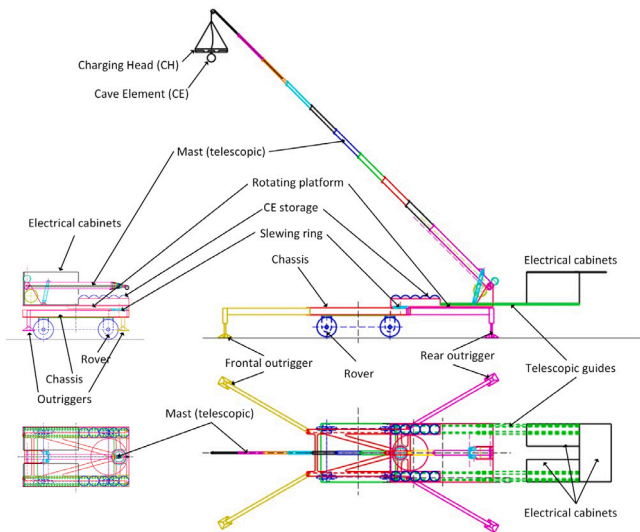 Charging Head (CH)
Cave Element (CE)
Mast (telescopic)
Rotating platform
CE storage
Electrical cabinets
Slewing ring
Electrical cabinets
Chassis
Rover
Chassis
Outriggers
Frontal outrigger
Rover
Rear outrigger
Telescopic guides
Mast (telescopic)
Electrical cabinets